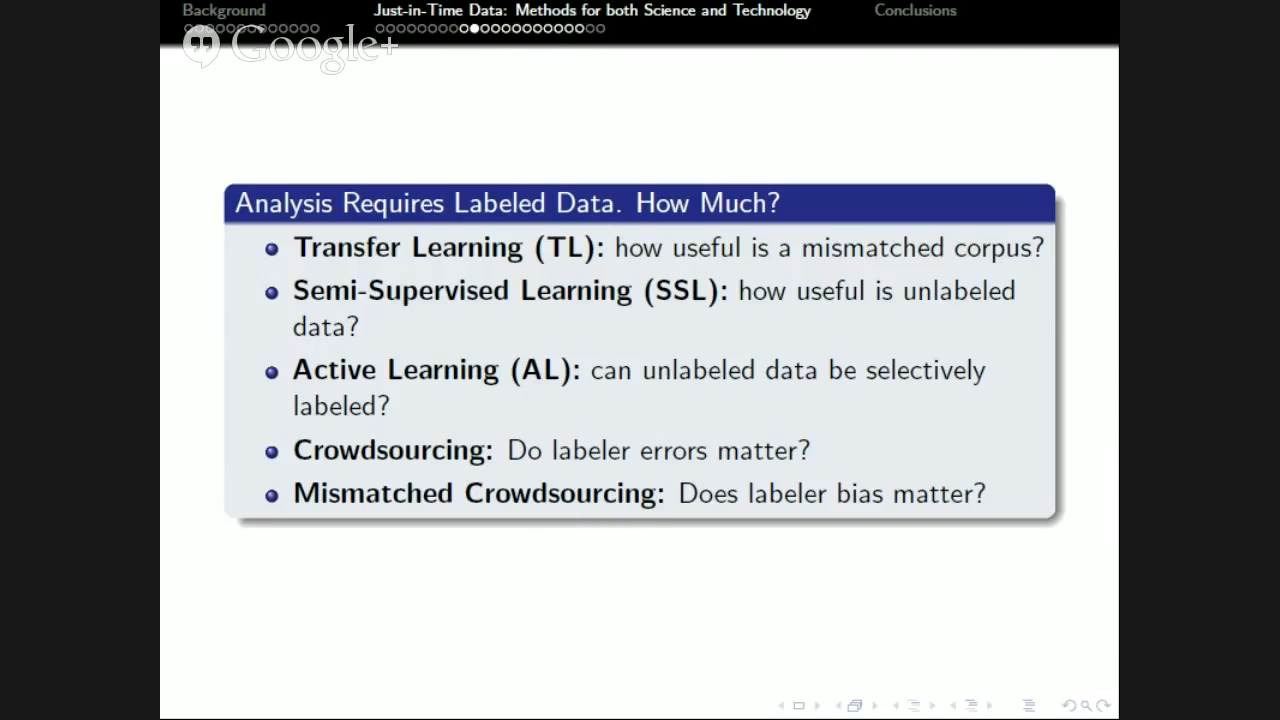 Background Just-in-Time Data: Methods for both Science and Technology Conclusions
Google+
Analysis Requires Labeled Data. How Much?
Transfer Learning (TL): how useful is a mismatched corpus?
Semi-Supervised Learning (SSL): how useful is unlabeled
data?
Active Learning (AL): can unlabeled data be selectively
labeled?
Crowdsourcing: Do labeler errors matter?
Mismatched Crowdsourcing: Does labeler bias matter?